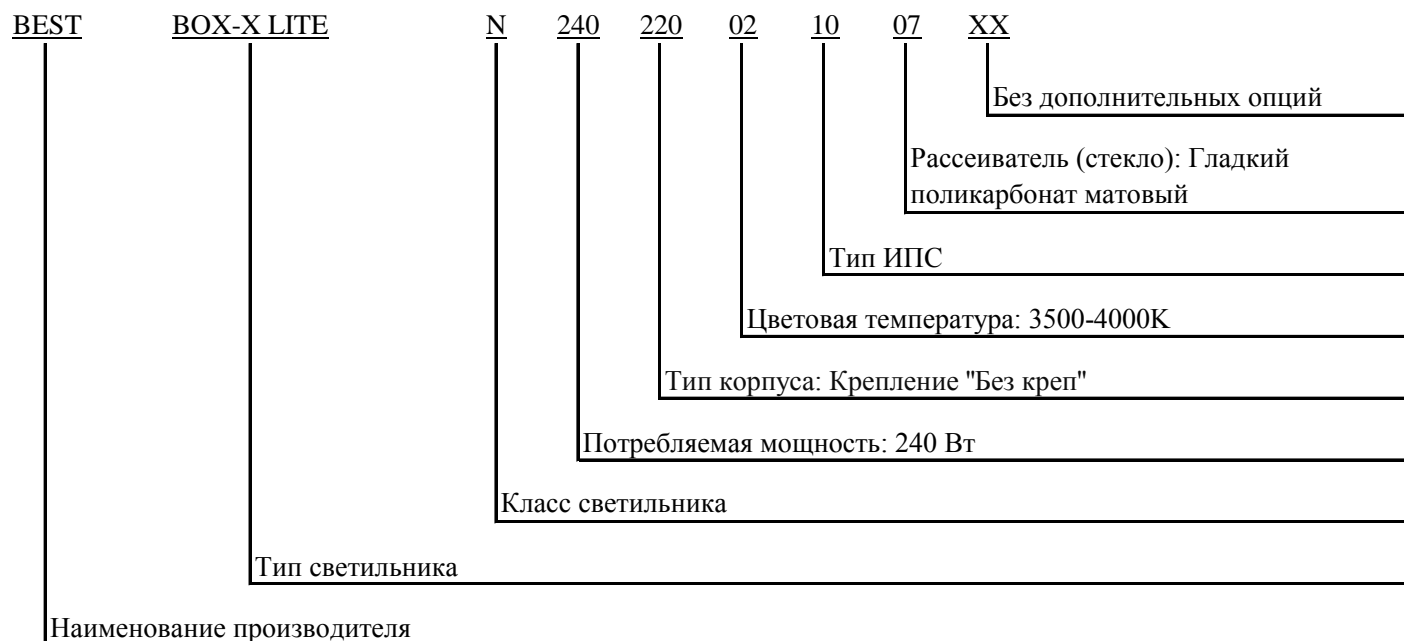 BEST BOX-X LITE N 240 220 02 10 07 XX
Без дополнительных опций
Рассеиватель (стекло): Гладкий
поликарбонат матовый
Тип ИПС
Цветовая температура: 3500-4000К
Тип корпуса: Крепление "Без креп"
Потребляемая мощность: 240 Вт
Класс светильника
Тип светильника
Наименование производителя